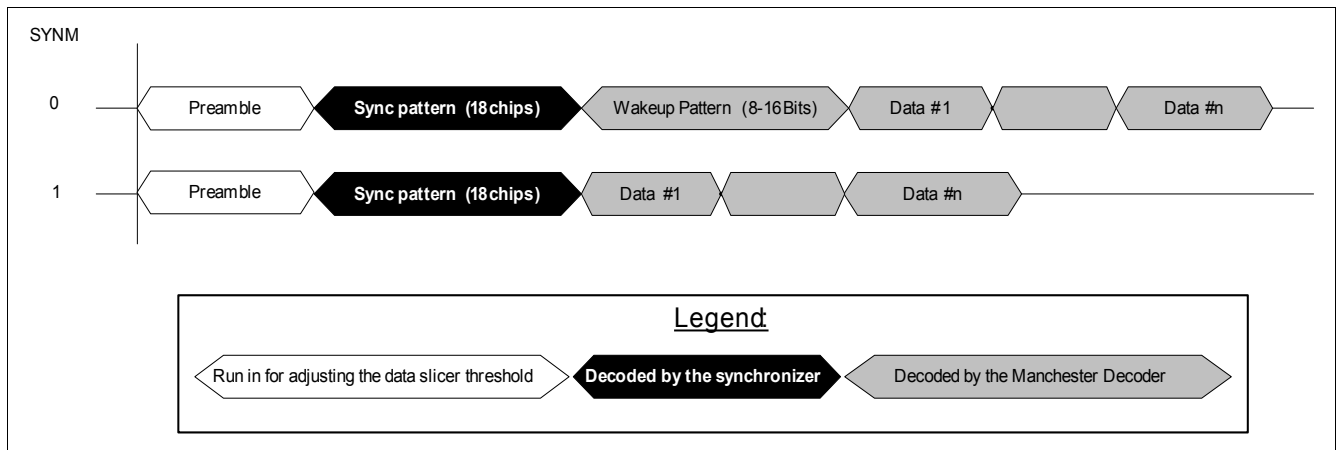 SYNM
0 Preamble Sync pattern (18chips) Wakeup Pattern (8-16Bits) Data #1 Data #n
1 Preamble Sync pattern (18chips) Data #1 Data #n
Legend:
Run in for adjusting the data slicer threshold Decoded by the synchronizer Decoded by the Manchester Decoder